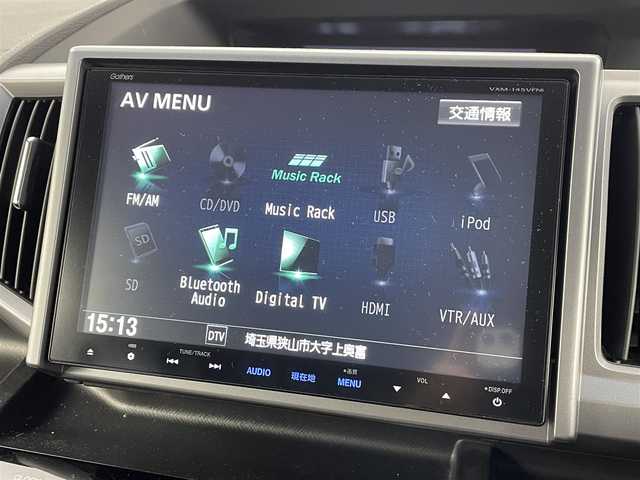 Gathers
VXM-145VFNi
AV MENU
交通情報
Music Rack
FM/AM CD/DVD Music Rack USB iPod
SD
SD Bluetooth Audio Digital TV HDMI VTR/AUX
15:13 DTV 埼玉県狭山市大字上奥富
TUNE/TRACK
AUDIO 現在地 MENU VOL DISP.OFF